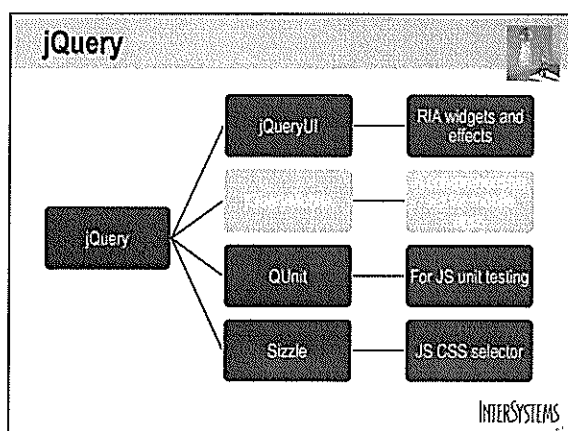 jQuery
jQueryUI
RIA widgets and
effects
jQuery
QUnit
For JS unit testing
Sizzle
JS CSS selector
INTERSYSTEMS